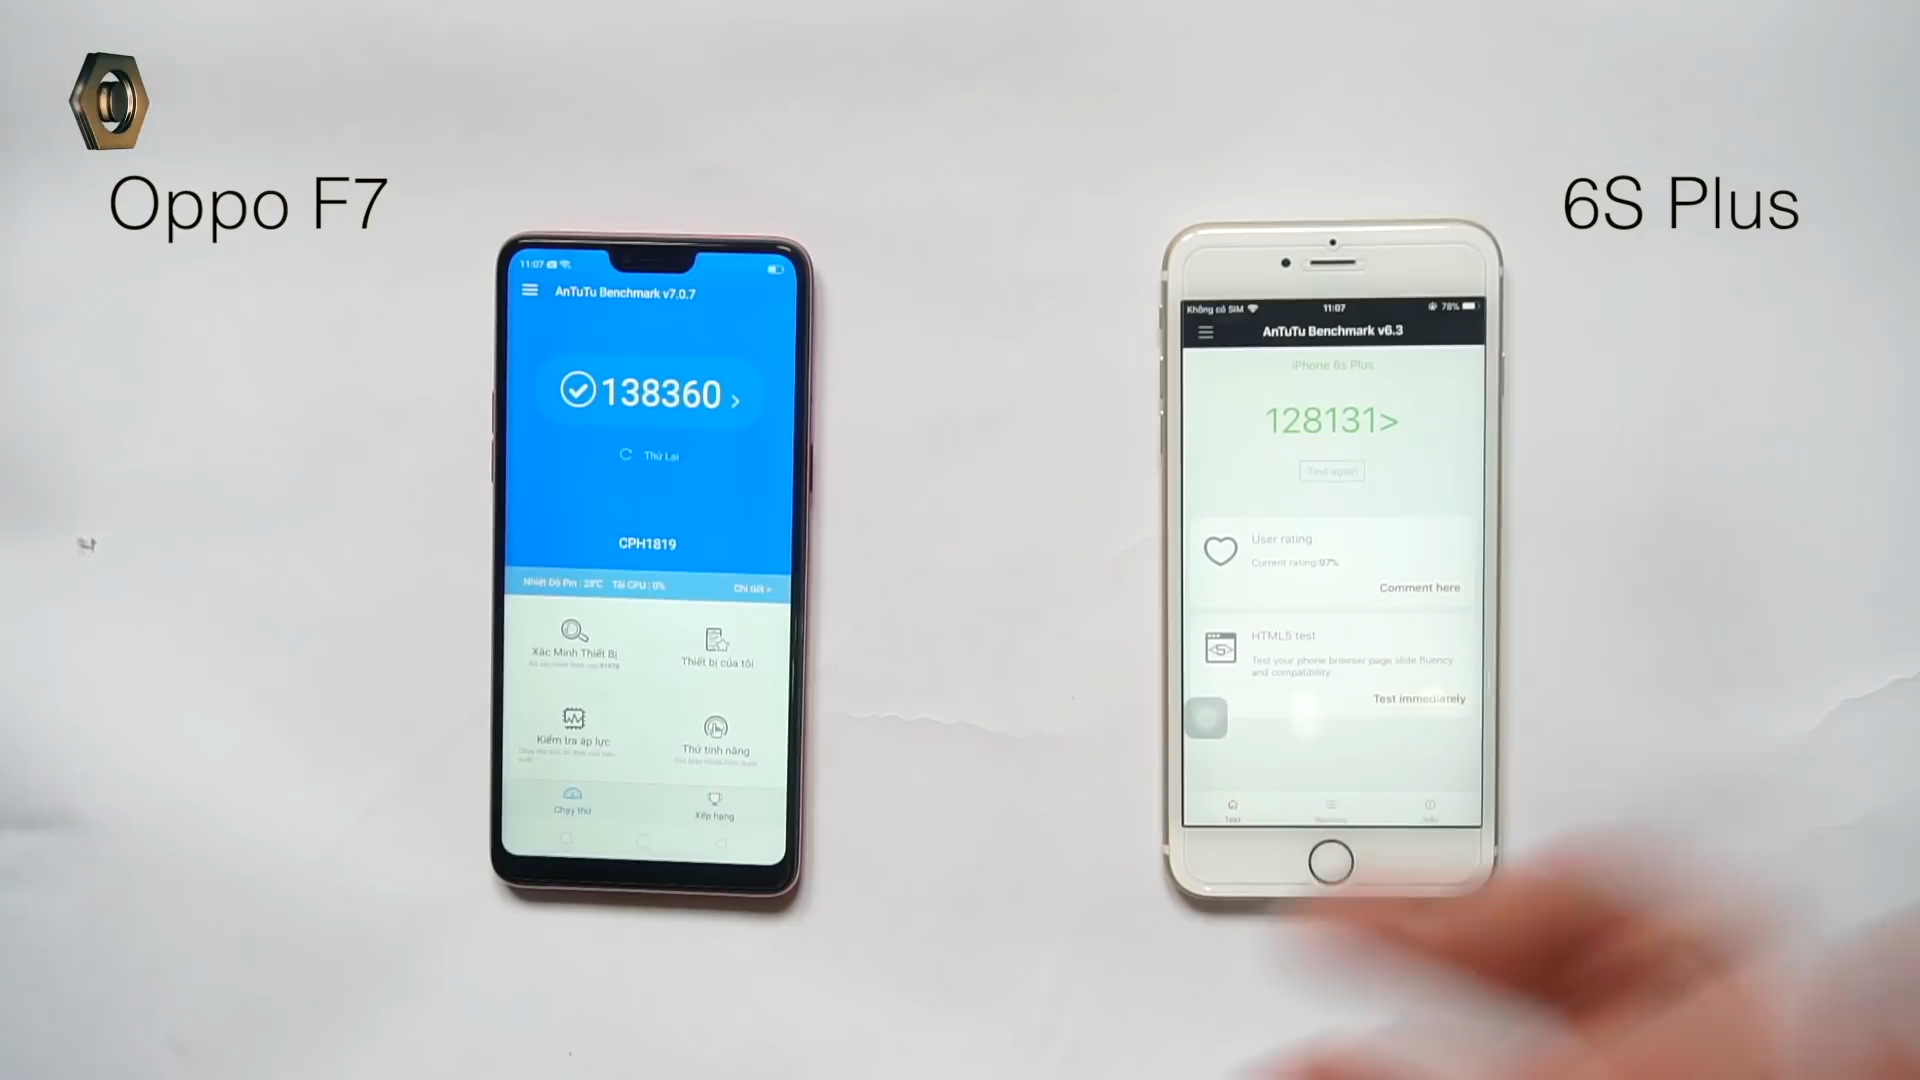 Oppo F7
6S Plus
11:07
AnTuTu Benchmark v7.0.7
138360 >
Thử Lại
CPH1819
Nhiệt Độ Pin : 28°C Tải CPU : 0% Chi tiết >
Xác Minh Thiết Bị
Thiết bị của tôi
Kiểm tra áp lực
Thử tính năng
Chạy thử
Xếp hạng
Không có SIM 11:07 78%
AnTuTu Benchmark v6.3
iPhone 6s Plus
128131>
Test again
User rating
Current rating:97%
Comment here
HTML5 test
Test your phone browser page slide fluency
and compatibility
Test immediately
Test
Info